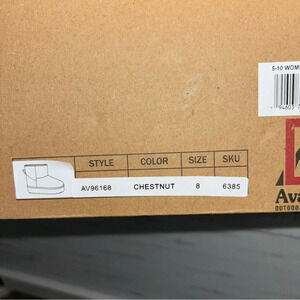 5-10 WOM
STYLE COLOR SIZE SKU
AV96168 CHESTNUT 8 6385
Ava
OUTDOO